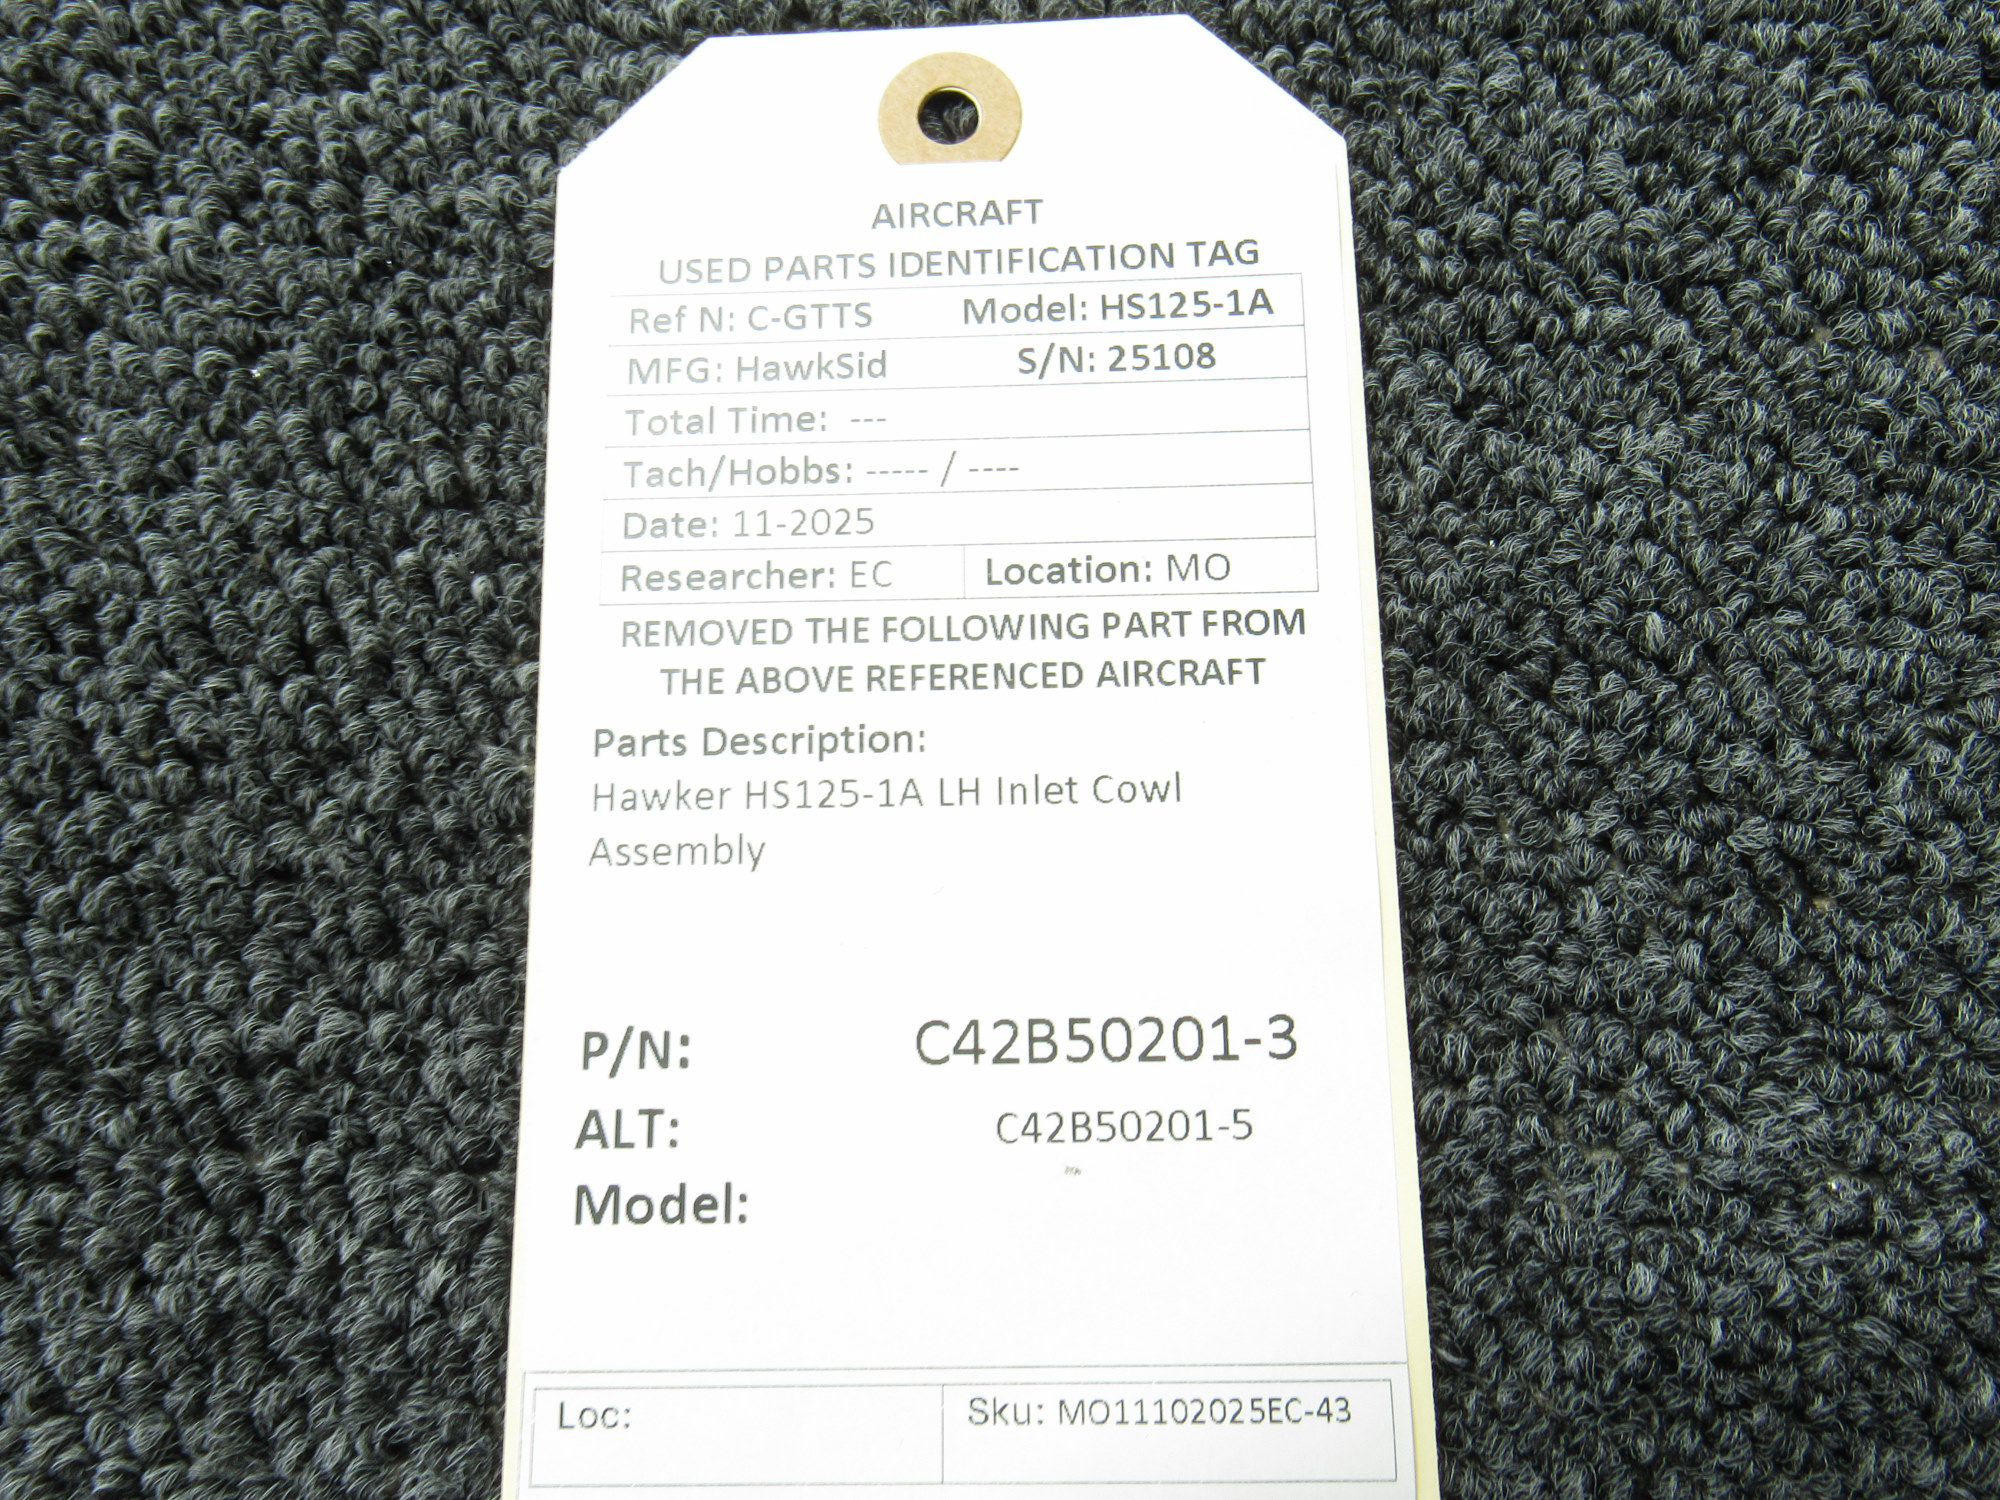 AIRCRAFT
USED PARTS IDENTIFICATION TAG
Ref N: C-GTTS Model: HS125-1A
MFG: HawkSid S/N: 25108
Total Time: ---
Tach/Hobbs: ----- / ----
Date: 11-2025
Researcher: EC Location: MO
REMOVED THE FOLLOWING PART FROM
THE ABOVE REFERENCED AIRCRAFT
Parts Description:
Hawker HS125-1A LH Inlet Cowl
Assembly
P/N: C42B50201-3
ALT: C42B50201-5
Model:
Loc: Sku: MO11102025EC-43